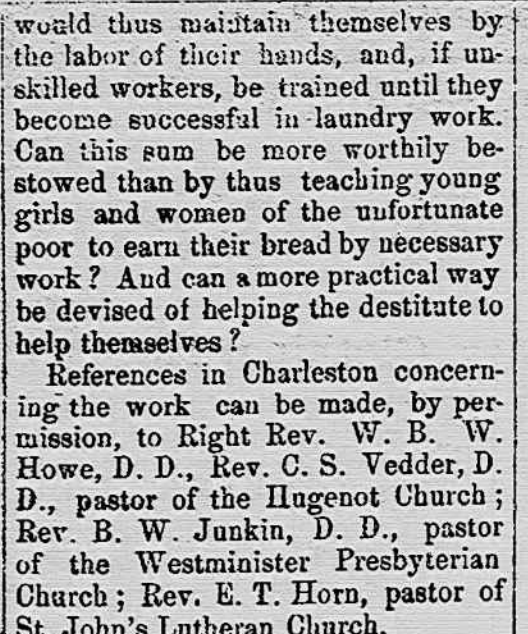 would thus maintain themselves by
the labor of their hands, and, if un-
skilled workers, be trained until they
become successful in laundry work.
Can this sum be more worthily be-
stowed than by thus teaching young
girls and women of the unfortunate
poor to earn their bread by necessary
work? And can a more practical way
be devised of helping the destitute to
help themselves?
References in Charleston concern-
ing the work can be made, by per-
mission, to Right Rev. W. B. W.
Howe, D. D., Rev. C. S. Vedder, D.
D., pastor of the Hugenot Church;
Rev. B. W. Junkin, D. D., pastor
of the Westminister Presbyterian
Church; Rev. E. T. Horn, pastor of
St. John's Lutheran Church.